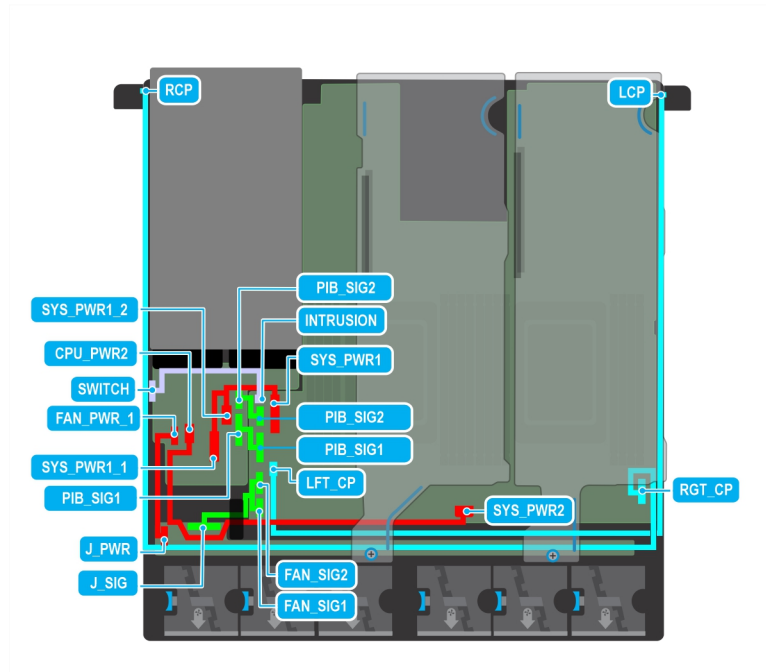 RCP
LCP
PIB_SIG2
SYS_PWR1_2
INTRUSION
CPU_PWR2
SYS_PWR1
SWITCH
FAN_PWR_1
PIB_SIG2
PIB_SIG1
SYS_PWR1_1
LFT_CP
RGT_CP
PIB_SIG1
SYS_PWR2
J_PWR
FAN_SIG2
J_SIG
FAN_SIG1